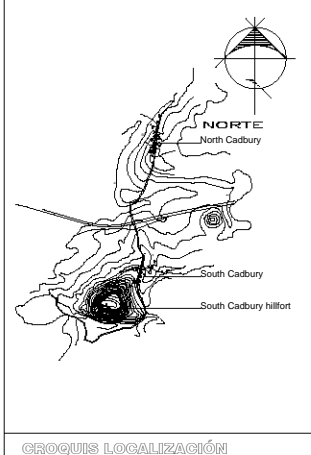 NORTE
North Cadbury
South Cadbury
South Cadbury hillfort
CROQUIS LOCALIZACIÓN